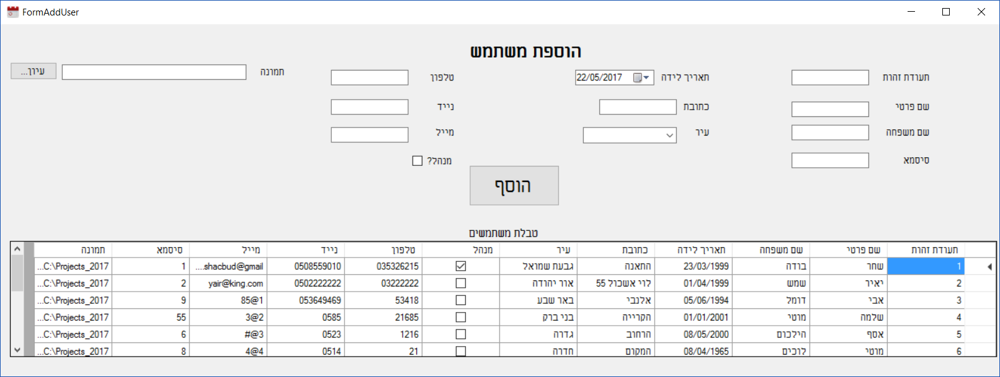 FormAddUser
הוספת משתמש
תעודת זהות
תאריך לידה 22/05/2017
טלפון
תמונה
עיון...
שם פרטי
כתובת
נייד
שם משפחה
עיר
מייל
סיסמא
מנהל?
הוסף
טבלת משתמשים
תעודת זהות שם פרטי שם משפחה תאריך לידה כתובת עיר מנהל טלפון נייד מייל סיסמא תמונה
1 שחר בודה 23/03/1999 התאנה גבעת שמואל 035326215 0508559010 shacbud@gmail.... 1 C:\Projects_2017...
2 יאיר שמש 01/04/1999 לוי אשכול 55 אור יהודה 03222222 0502222222 yair@king.com 2 C:\Projects_2017...
3 אבי דומל 05/06/1994 אלנבי באר שבע 53418 053649469 85@1 9 C:\Projects_2017...
4 שלמה מוטי 01/01/2001 הקרייה בני ברק 21685 0585 3@2 55 C:\Projects_2017...
5 אסף הילכום 08/05/2000 הרחוב גדרה 1216 0523 #@3 6 C:\Projects_2017...
6 מוטי לוכים 08/04/1965 המקום חדרה 21 0514 4@4 8 C:\Projects_2017...